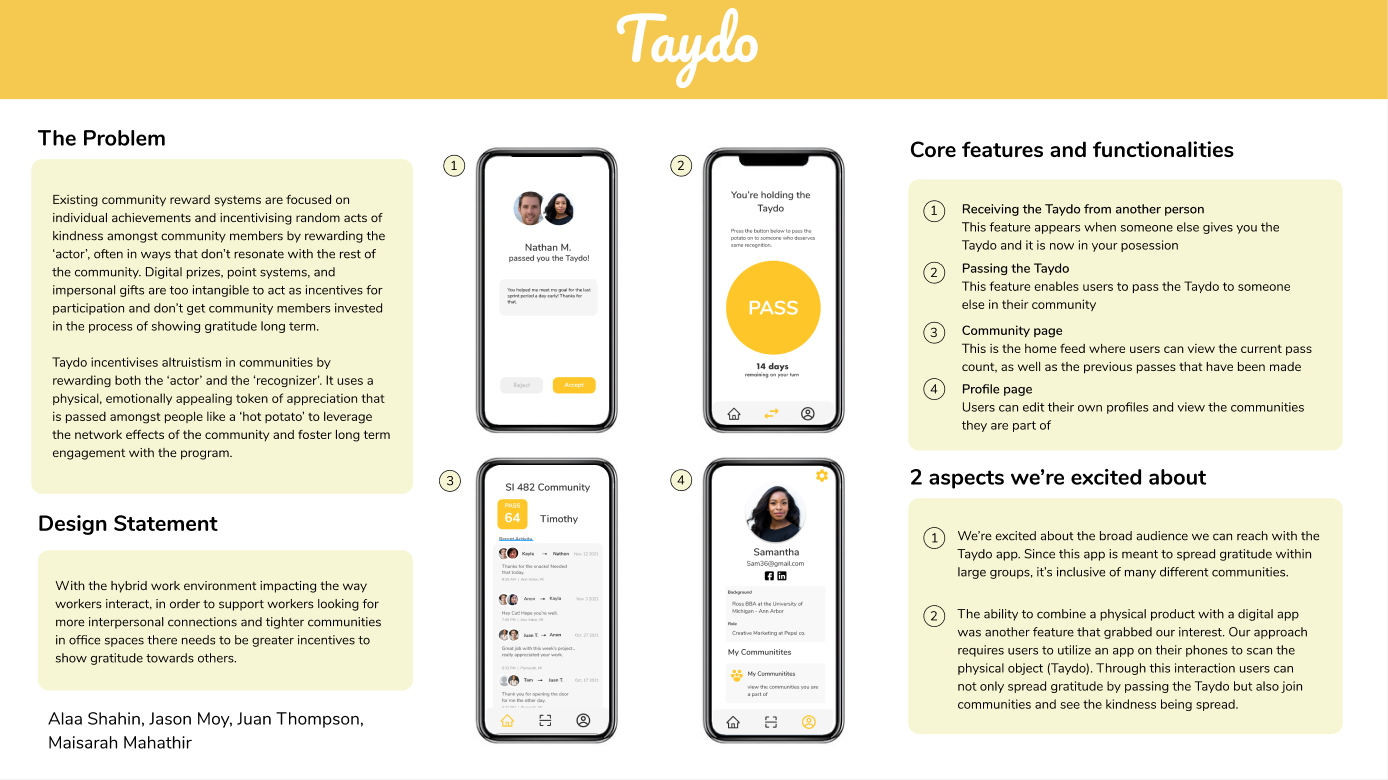 Taydo
The Problem
Existing community reward systems are focused on
individual achievements and incentivising random acts of
kindness amongst community members by rewarding the
‘actor’, often in ways that don’t resonate with the rest of
the community. Digital prizes, point systems, and
impersonal gifts are too intangible to act as incentives for
participation and don’t get community members invested
in the process of showing gratitude long term.
Taydo incentivises altruistism in communities by
rewarding both the ‘actor’ and the ‘recognizer’. It uses a
physical, emotionally appealing token of appreciation that
is passed amongst people like a ‘hot potato’ to leverage
the network effects of the community and foster long term
engagement with the program.
Design Statement
With the hybrid work environment impacting the way
workers interact, in order to support workers looking for
more interpersonal connections and tighter communities
in office spaces there needs to be greater incentives to
show gratitude towards others.
Alaa Shahin, Jason Moy, Juan Thompson,
Maisarah Mahathir
1
Nathan M.
passed you the Taydo!
You helped me meet my goal for the last
sprint period a day early! Thanks for
that.
Reject
Accept
2
You’re holding the
Taydo
Press the button below to pass the
potato on to someone who deserves
some recognition.
PASS
14 days
remaining on your turn
3
SI 482 Community
PASS
64
Timothy
Recent Activity
Kayla → Nathan Nov. 12 2021
Thanks for the snacks! Needed
that today.
Amon → Kayla Nov 3 2021
Hey Cat! Hope you're well.
Juan T. → Amon Oct. 27 2021
Great job with this week's project..
really appreciated your work.
Tam → Juan T. Oct. 17 2021
Thank you for opening the door
for me the other day.
4
Samantha
Sam36@gmail.com
Background
Ross BBA at the University of
Michigan - Ann Arbor
Role
Creative Marketing at Pepsi co.
My Communitites
My Communitites
view the communities you are
a part of
Core features and functionalities
1
Receiving the Taydo from another person
This feature appears when someone else gives you the
Taydo and it is now in your posession
2
Passing the Taydo
This feature enables users to pass the Taydo to someone
else in their community
3
Community page
This is the home feed where users can view the current pass
count, as well as the previous passes that have been made
4
Profile page
Users can edit their own profiles and view the communities
they are part of
2 aspects we’re excited about
1
We’re excited about the broad audience we can reach with the
Taydo app. Since this app is meant to spread gratitude within
large groups, it’s inclusive of many different communities.
2
The ability to combine a physical product with a digital app
was another feature that grabbed our interest. Our approach
requires users to utilize an app on their phones to scan the
physical object (Taydo). Through this interaction users can
not only spread gratitude by passing the Taydo but also join
communities and see the kindness being spread.